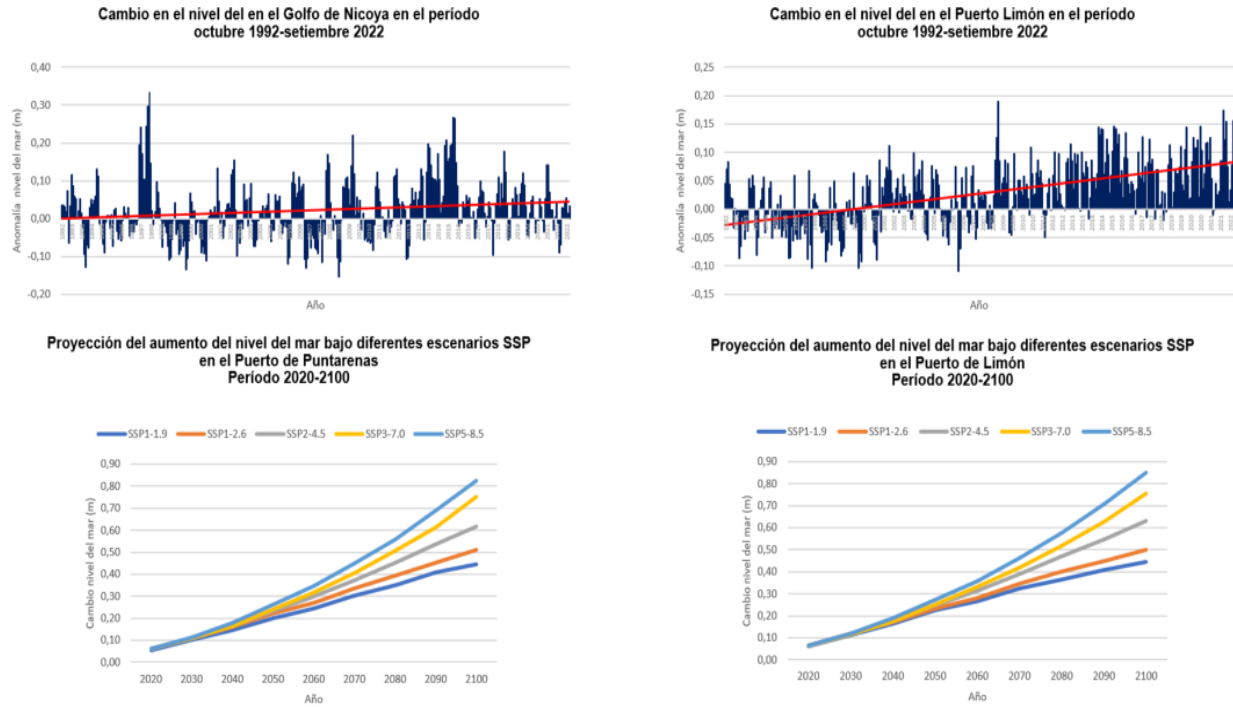 Cambio en el nivel del en el Golfo de Nicoya en el período
octubre 1992-setiembre 2022
0,40
0,30
0,20
0,10
0,00
-0,10
-0,20
Anomalía nivel del mar (m)
Año
Cambio en el nivel del en el Puerto Limón en el período
octubre 1992-setiembre 2022
0,25
0,20
0,15
0,10
0,05
0,00
-0,05
-0,10
-0,15
Anomalía nivel del mar (m)
Año
Proyección del aumento del nivel del mar bajo diferentes escenarios SSP
en el Puerto de Puntarenas
Período 2020-2100
SSP1-1.9 SSP1-2.6 SSP2-4.5 SSP3-7.0 SSP5-8.5
0,90
0,80
0,70
0,60
0,50
0,40
0,30
0,20
0,10
0,00
Cambio nivel del mar (m)
2020 2030 2040 2050 2060 2070 2080 2090 2100
Año
Proyección del aumento del nivel del mar bajo diferentes escenarios SSP
en el Puerto de Limón
Período 2020-2100
SSP1-1.9 SSP1-2.6 SSP2-4.5 SSP3-7.0 SSP5-8.5
0,90
0,80
0,70
0,60
0,50
0,40
0,30
0,20
0,10
0,00
Cambio nivel del mar (m)
2020 2030 2040 2050 2060 2070 2080 2090 2100
Año